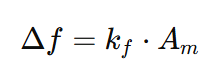 Δf = k_f · A_m